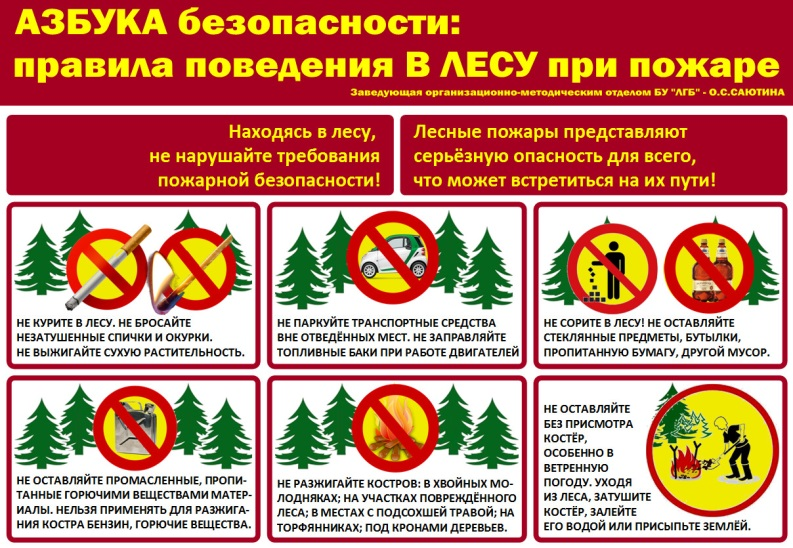 АЗБУКА безопасности:
правила поведения В ЛЕСУ при пожаре
Заведующая организационно-методическим отделом БУ "ЛГБ" - О.С.САЮТИНА
Находясь в лесу,
не нарушайте требования
пожарной безопасности!
Лесные пожары представляют
серьёзную опасность для всего,
что может встретиться на их пути!
НЕ КУРИТЕ В ЛЕСУ. НЕ БРОСАЙТЕ
НЕЗАТУШЕННЫЕ СПИЧКИ И ОКУРКИ.
НЕ ВЫЖИГАЙТЕ СУХУЮ РАСТИТЕЛЬНОСТЬ.
НЕ ПАРКУЙТЕ ТРАНСПОРТНЫЕ СРЕДСТВА
ВНЕ ОТВЕДЁННЫХ МЕСТ. НЕ ЗАПРАВЛЯЙТЕ
ТОПЛИВНЫЕ БАКИ ПРИ РАБОТЕ ДВИГАТЕЛЕЙ
НЕ СОРИТЕ В ЛЕСУ! НЕ ОСТАВЛЯЙТЕ
СТЕКЛЯННЫЕ ПРЕДМЕТЫ, БУТЫЛКИ,
ПРОПИТАННУЮ БУМАГУ, ДРУГОЙ МУСОР.
НЕ ОСТАВЛЯЙТЕ ПРОМАСЛЕННЫЕ, ПРОПИ-
ТАННЫЕ ГОРЮЧИМИ ВЕЩЕСТВАМИ МАТЕР-
ИАЛЫ. НЕЛЬЗЯ ПРИМЕНЯТЬ ДЛЯ РАЗЖИГА-
НИЯ КОСТРА БЕНЗИН, ГОРЮЧИЕ ВЕЩЕСТВА.
НЕ РАЗЖИГАЙТЕ КОСТРОВ: В ХВОЙНЫХ МО-
ЛОДНЯКАХ; НА УЧАСТКАХ ПОВРЕЖДЁННОГО
ЛЕСА; В МЕСТАХ С ПОДСОХШЕЙ ТРАВОЙ; НА
ТОРФЯННИКАХ; ПОД КРОНАМИ ДЕРЕВЬЕВ.
НЕ ОСТАВЛЯЙТЕ
БЕЗ ПРИСМОТРА
КОСТЁР,
ОСОБЕННО В
ВЕТРЕННУЮ
ПОГОДУ. УХОДЯ
ИЗ ЛЕСА, ЗАТУШИТЕ
КОСТЁР, ЗАЛЕЙТЕ
ЕГО ВОДОЙ ИЛИ ПРИСЫПЬТЕ ЗЕМЛЁЙ.